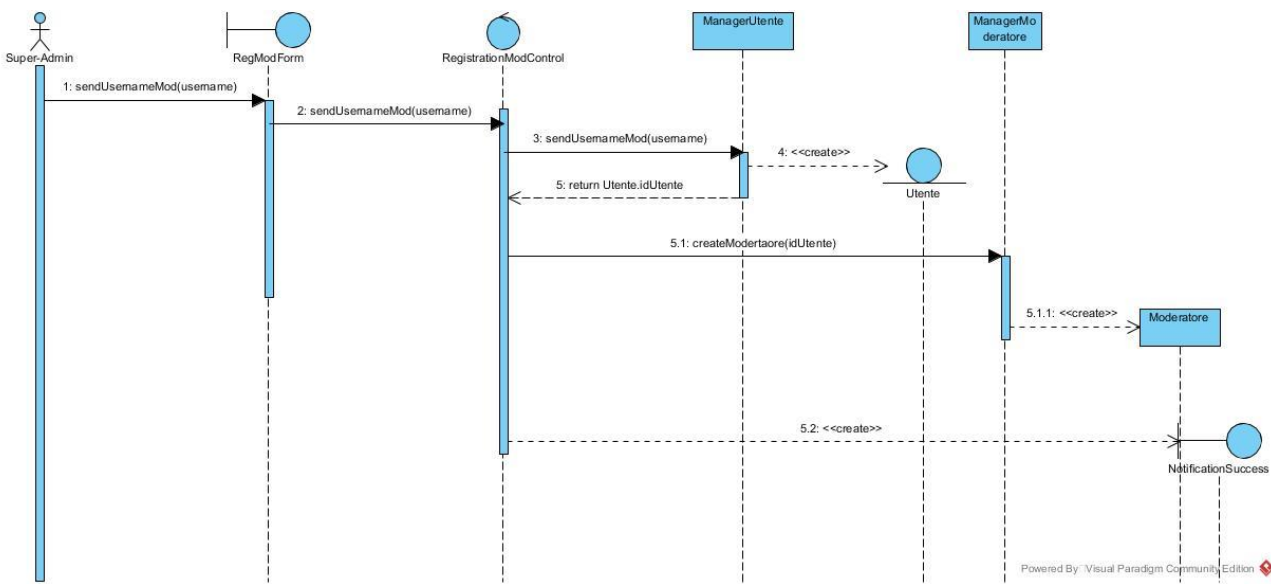 Super-Admin
RegModForm
RegistrationModControl
ManagerUtente
ManagerMo
deratore
1: sendUsernameMod(username)
2: sendUsernameMod(username)
3: sendUsernameMod(username)
4: <<create>>
Utente
5: return Utente.idUtente
5.1: createModertaore(idUtente)
5.1.1: <<create>>
Moderatore
5.2: <<create>>
NotificationSuccess
Powered By Visual Paradigm Community Edition